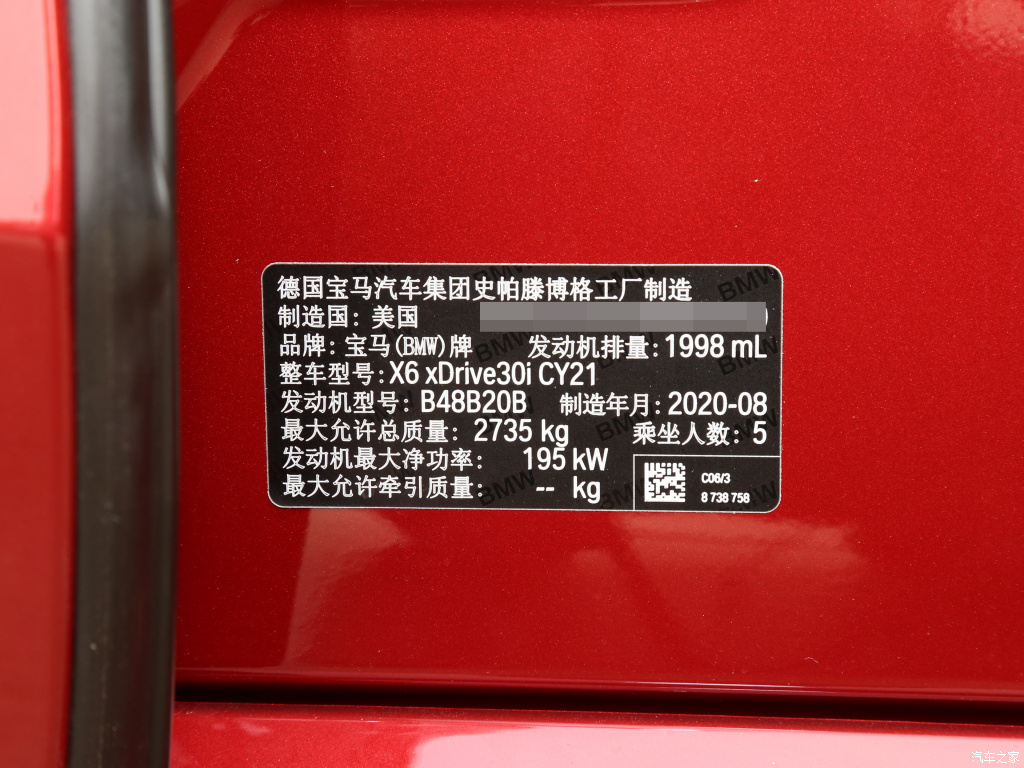 德国宝马汽车集团史帕滕博格工厂制造
制造国：美国
品牌：宝马(BMW)牌 发动机排量：1998 mL
整车型号：X6 xDrive30i CY21
发动机型号：B48B20B 制造年月：2020-08
最大允许总质量：2735 kg 乘坐人数：5
发动机最大净功率：195 kW
最大允许牵引质量：-- kg
C06/3
8 738 758
汽车之家